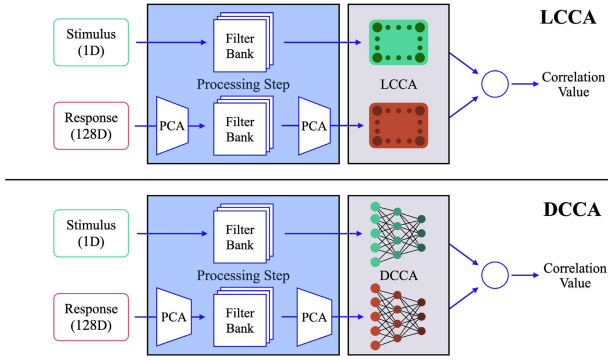 LCCA
Stimulus
(1D)
Filter
Bank
Processing Step
LCCA
Correlation
Value
Response
(128D)
PCA
Filter
Bank
PCA
DCCA
Stimulus
(1D)
Filter
Bank
Processing Step
DCCA
Correlation
Value
Response
(128D)
PCA
Filter
Bank
PCA